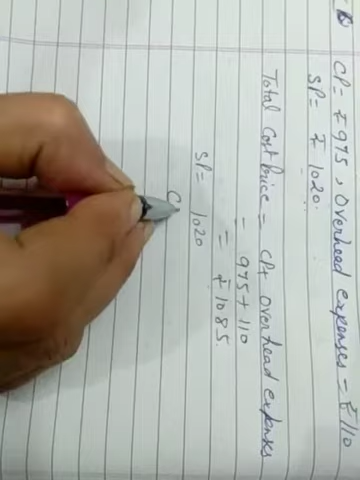 CP= ₹ 975, Overhead expenses = ₹ 110
SP= ₹ 1020.
Total Cost Price = CP+ Overhead expenses
= 975+110
= ₹ 1085.
SP= 1020
C